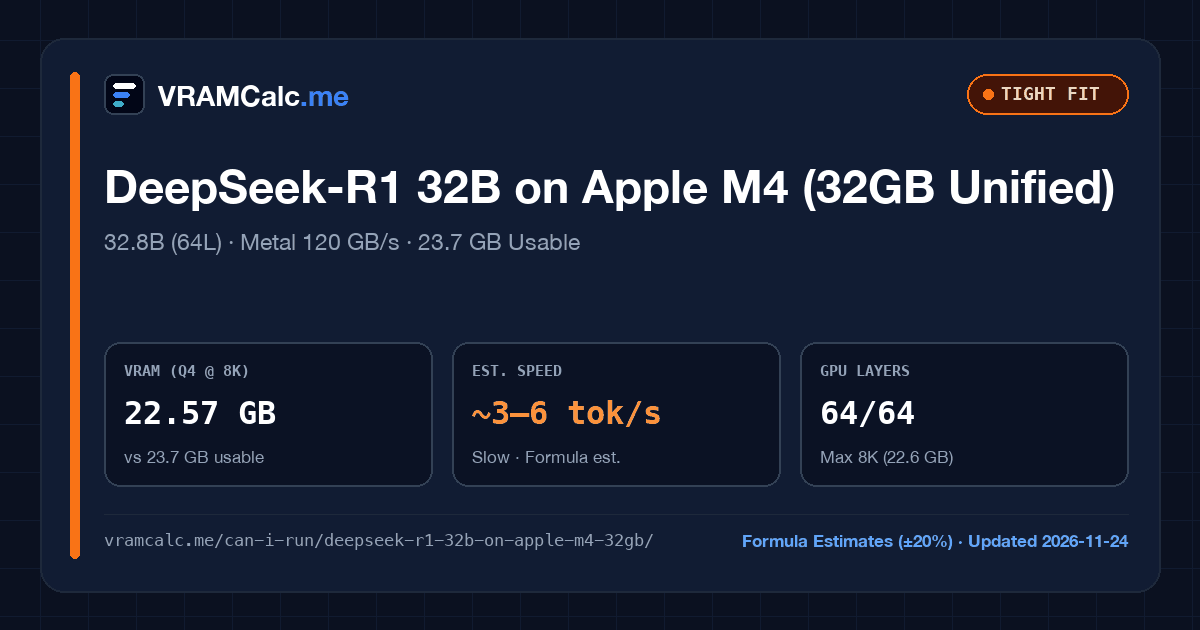 VRAMCalc.me
TIGHT FIT
DeepSeek-R1 32B on Apple M4 (32GB Unified)
32.8B (64L) · Metal 120 GB/s · 23.7 GB Usable
VRAM (Q4 @ 8K)
22.57 GB
vs 23.7 GB usable
EST. SPEED
~3–6 tok/s
Slow · Formula est.
GPU LAYERS
64/64
Max 8K (22.6 GB)
vramcalc.me/can-i-run/deepseek-r1-32b-on-apple-m4-32gb/
Formula Estimates (±20%) · Updated 2026-11-24